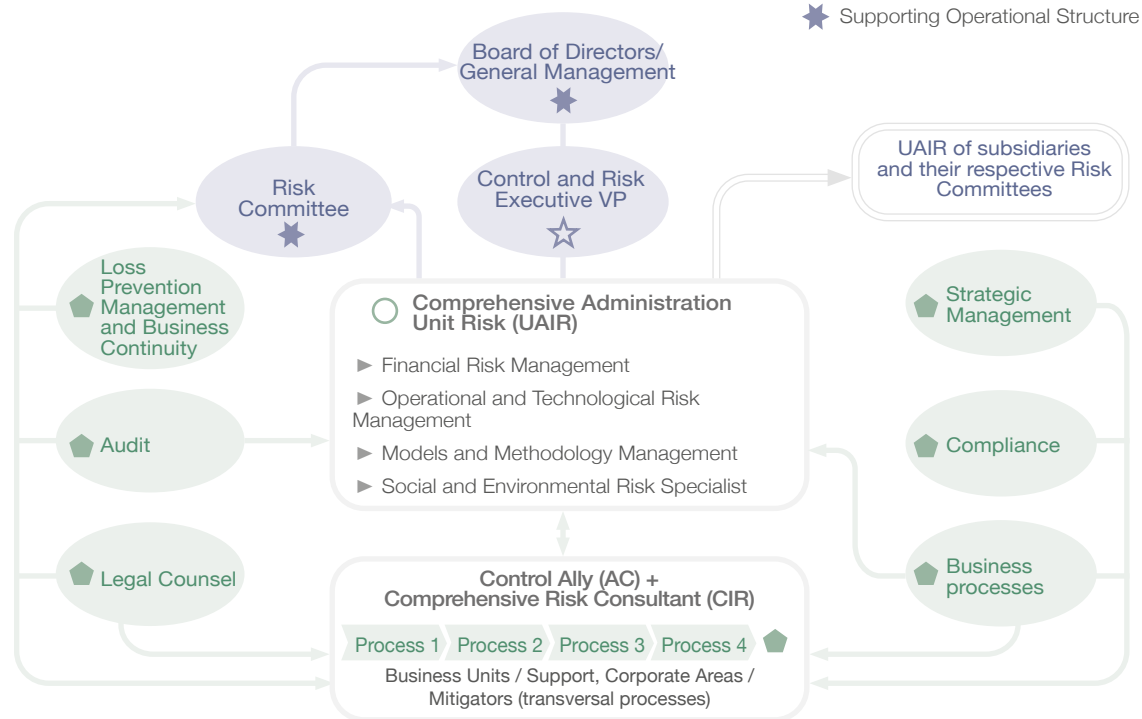 Supporting Operational Structure
Board of Directors/
General Management
Risk
Committee
Control and Risk
Executive VP
UAIR of subsidiaries
and their respective Risk
Committees
Loss
Prevention
Management
and Business
Continuity
Audit
Legal Counsel
Comprehensive Administration
Unit Risk (UAIR)
► Financial Risk Management
► Operational and Technological Risk
Management
► Models and Methodology Management
► Social and Environmental Risk Specialist
Strategic
Management
Compliance
Business
processes
Control Ally (AC) +
Comprehensive Risk Consultant (CIR)
Process 1 Process 2 Process 3 Process 4
Business Units / Support, Corporate Areas /
Mitigators (transversal processes)